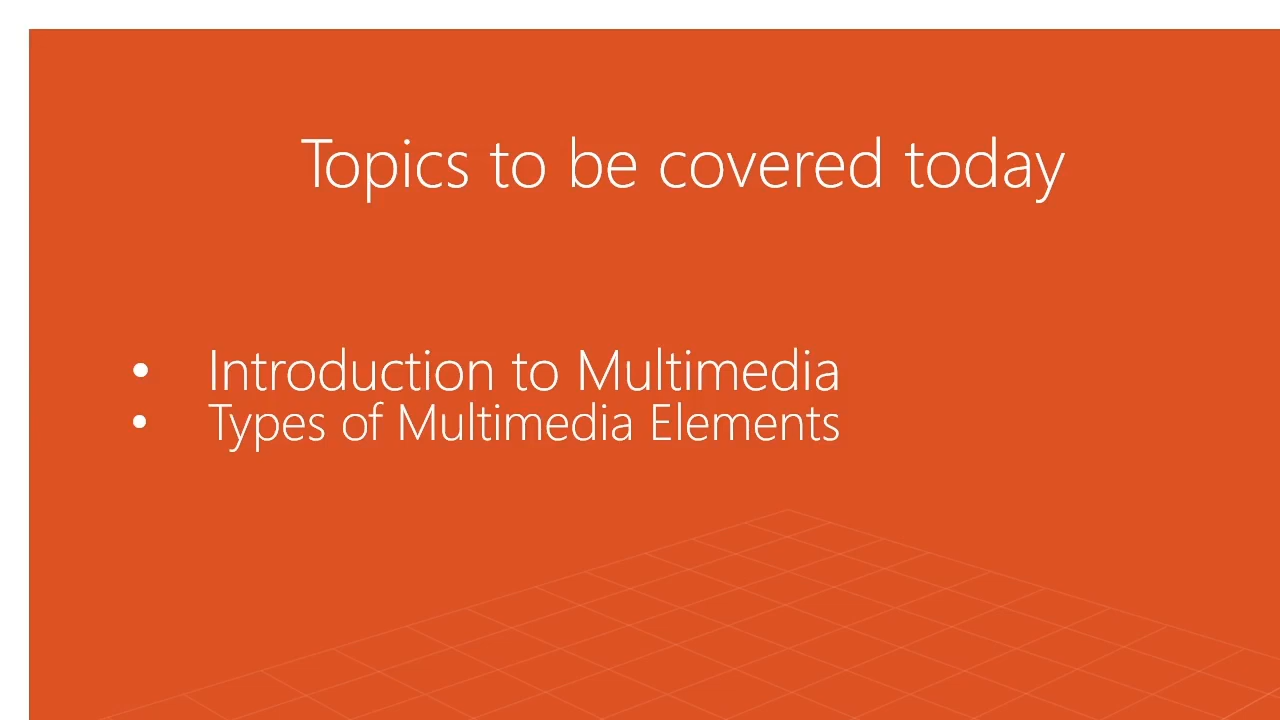 Topics to be covered today
• Introduction to Multimedia
• Types of Multimedia Elements